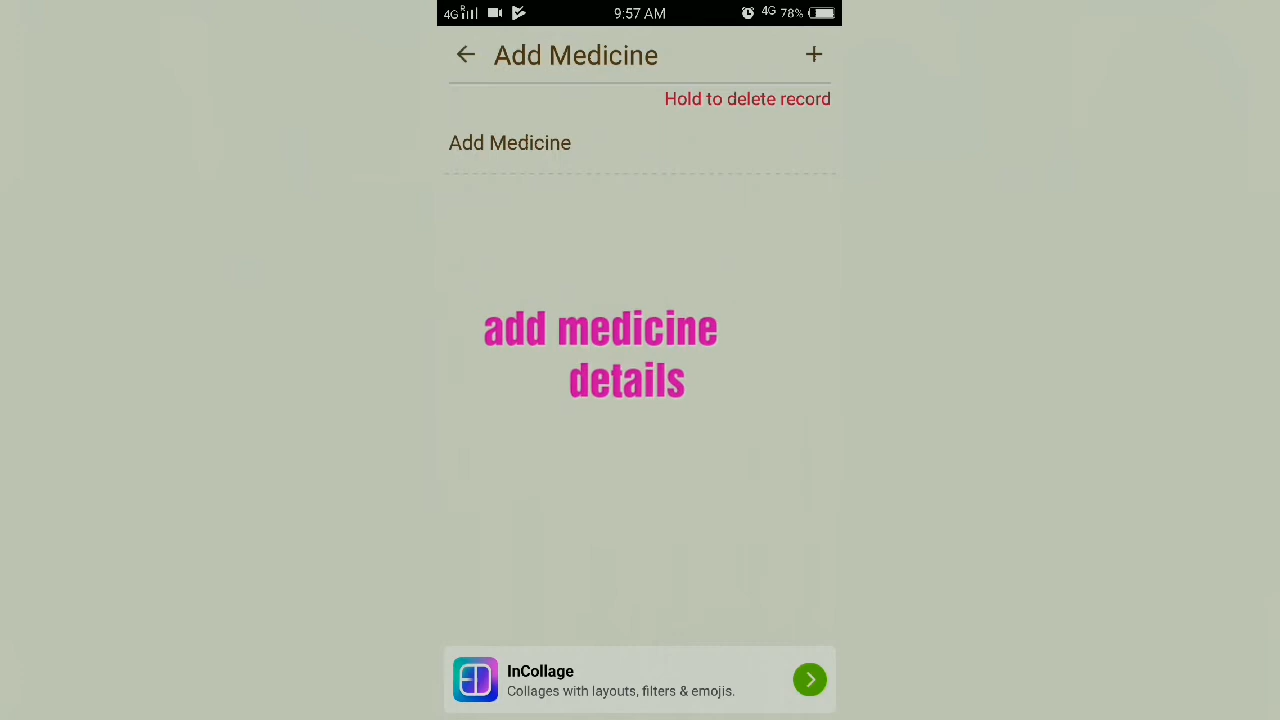 4G R 9:57 AM 4G 78%
Add Medicine
Hold to delete record
Add Medicine
add medicine
details
InCollage
Collages with layouts, filters & emojis.